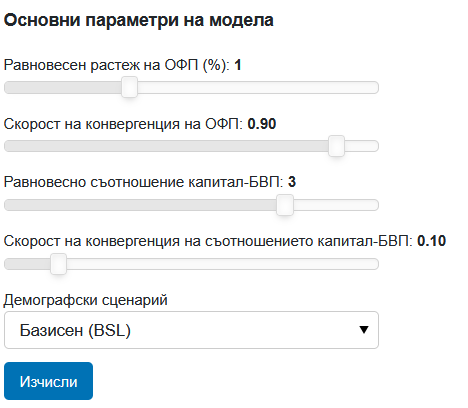 Основни параметри на модела
Равновесен растеж на ОФП (%): 1
Скорост на конвергенция на ОФП: 0.90
Равновесно съотношение капитал-БВП: 3
Скорост на конвергенция на съотношението капитал-БВП: 0.10
Демографски сценарий
Базисен (BSL)
Изчисли